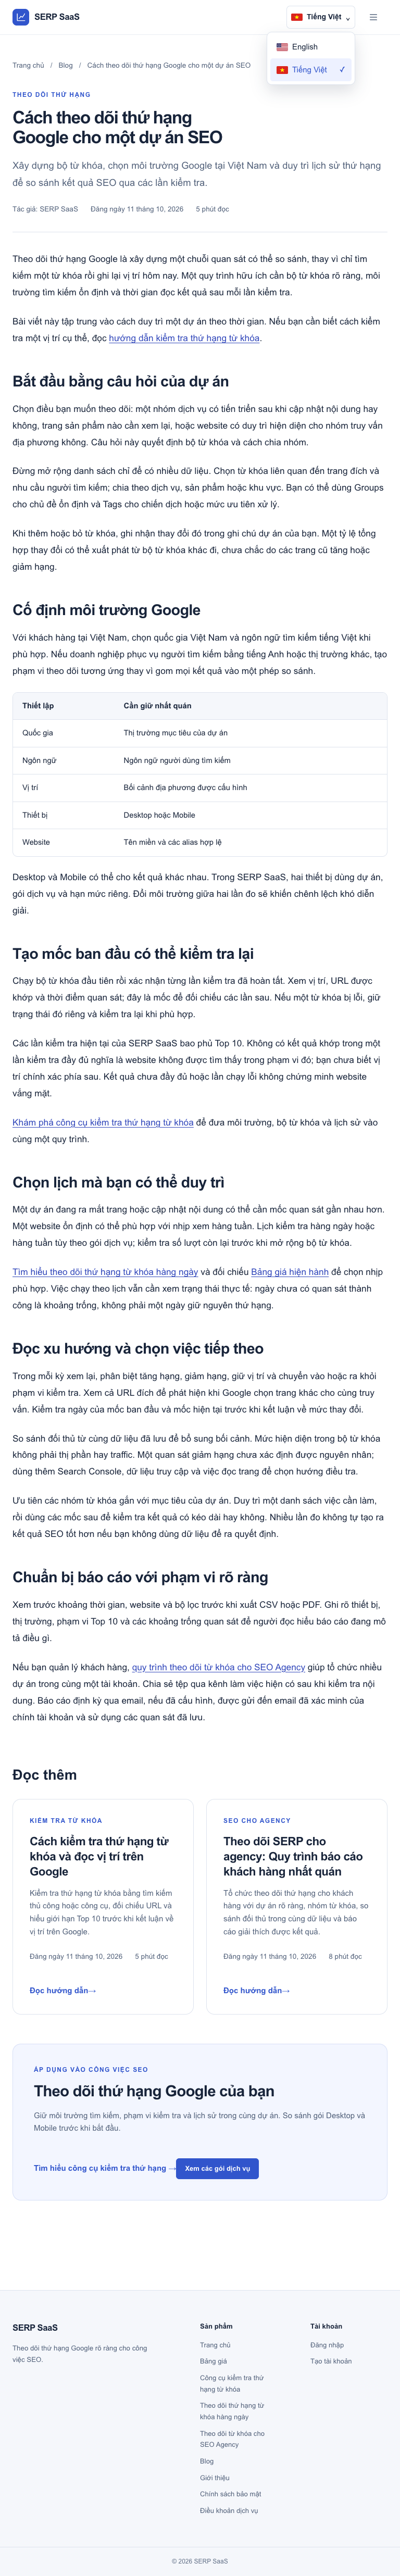 SERP SaaS
Tiếng Việt
English
Tiếng Việt ✓
Trang chủ / Blog / Cách theo dõi thứ hạng Google cho một dự án SEO
THEO DÕI THỨ HẠNG
Cách theo dõi thứ hạng
Google cho một dự án SEO
Xây dựng bộ từ khóa, chọn môi trường Google tại Việt Nam và duy trì lịch sử thứ hạng
để so sánh kết quả SEO qua các lần kiểm tra.
Tác giả: SERP SaaS Đăng ngày 11 tháng 10, 2026 5 phút đọc
Theo dõi thứ hạng Google là xây dựng một chuỗi quan sát có thể so sánh, thay vì chỉ tìm
kiếm một từ khóa rồi ghi lại vị trí hôm nay. Một quy trình hữu ích cần bộ từ khóa rõ ràng, môi
trường tìm kiếm ổn định và thời gian đọc kết quả sau mỗi lần kiểm tra.
Bài viết này tập trung vào cách duy trì một dự án theo thời gian. Nếu bạn cần biết cách kiểm
tra một vị trí cụ thể, đọc hướng dẫn kiểm tra thứ hạng từ khóa.
Bắt đầu bằng câu hỏi của dự án
Chọn điều bạn muốn theo dõi: một nhóm dịch vụ có tiến triển sau khi cập nhật nội dung hay
không, trang sản phẩm nào cần xem lại, hoặc website có duy trì hiện diện cho nhóm truy vấn
địa phương không. Câu hỏi này quyết định bộ từ khóa và cách chia nhóm.
Đừng mở rộng danh sách chỉ để có nhiều dữ liệu. Chọn từ khóa liên quan đến trang đích và
nhu cầu người tìm kiếm; chia theo dịch vụ, sản phẩm hoặc khu vực. Bạn có thể dùng Groups
cho chủ đề ổn định và Tags cho chiến dịch hoặc mức ưu tiên xử lý.
Khi thêm hoặc bỏ từ khóa, ghi nhận thay đổi đó trong ghi chú dự án của bạn. Một tỷ lệ tổng
hợp thay đổi có thể xuất phát từ bộ từ khóa khác đi, chưa chắc do các trang cũ tăng hoặc
giảm hạng.
Cố định môi trường Google
Với khách hàng tại Việt Nam, chọn quốc gia Việt Nam và ngôn ngữ tìm kiếm tiếng Việt khi
phù hợp. Nếu doanh nghiệp phục vụ người tìm kiếm bằng tiếng Anh hoặc thị trường khác, tạo
phạm vi theo dõi tương ứng thay vì gom mọi kết quả vào một phép so sánh.
Thiết lập Cần giữ nhất quán
Quốc gia Thị trường mục tiêu của dự án
Ngôn ngữ Ngôn ngữ người dùng tìm kiếm
Vị trí Bối cảnh địa phương được cấu hình
Thiết bị Desktop hoặc Mobile
Website Tên miền và các alias hợp lệ
Desktop và Mobile có thể cho kết quả khác nhau. Trong SERP SaaS, hai thiết bị dùng dự án,
gói dịch vụ và hạn mức riêng. Đổi môi trường giữa hai lần đo sẽ khiến chênh lệch khó diễn
giải.
Tạo mốc ban đầu có thể kiểm tra lại
Chạy bộ từ khóa đầu tiên rồi xác nhận từng lần kiểm tra đã hoàn tất. Xem vị trí, URL được
khớp và thời điểm quan sát; đây là mốc để đối chiếu các lần sau. Nếu một từ khóa bị lỗi, giữ
trạng thái đó riêng và kiểm tra lại khi phù hợp.
Các lần kiểm tra hiện tại của SERP SaaS bao phủ Top 10. Không có kết quả khớp trong một
lần kiểm tra đầy đủ nghĩa là website không được tìm thấy trong phạm vi đó; bạn chưa biết vị
trí chính xác phía sau. Kết quả chưa đầy đủ hoặc lần chạy lỗi không chứng minh website
vắng mặt.
Khám phá công cụ kiểm tra thứ hạng từ khóa để đưa môi trường, bộ từ khóa và lịch sử vào
cùng một quy trình.
Chọn lịch mà bạn có thể duy trì
Một dự án đang ra mắt trang hoặc cập nhật nội dung có thể cần mốc quan sát gần nhau hơn.
Một website ổn định có thể phù hợp với nhịp xem hàng tuần. Lịch kiểm tra hàng ngày hoặc
hàng tuần tùy theo gói dịch vụ; kiểm tra số lượt còn lại trước khi mở rộng bộ từ khóa.
Tìm hiểu theo dõi thứ hạng từ khóa hàng ngày và đối chiếu Bảng giá hiện hành để chọn nhịp
phù hợp. Việc chạy theo lịch vẫn cần xem trạng thái thực tế: ngày chưa có quan sát thành
công là khoảng trống, không phải một ngày giữ nguyên thứ hạng.
Đọc xu hướng và chọn việc tiếp theo
Trong mỗi kỳ xem lại, phân biệt tăng hạng, giảm hạng, giữ vị trí và chuyển vào hoặc ra khỏi
phạm vi kiểm tra. Xem cả URL đích để phát hiện khi Google chọn trang khác cho cùng truy
vấn. Kiểm tra ngày của mốc ban đầu và mốc hiện tại trước khi kết luận về mức thay đổi.
So sánh đối thủ từ cùng dữ liệu đã lưu để bổ sung bối cảnh. Mức hiện diện trong bộ từ khóa
không phải thị phần hay traffic. Một quan sát giảm hạng chưa xác định được nguyên nhân;
dùng thêm Search Console, dữ liệu truy cập và việc đọc trang để chọn hướng điều tra.
Ưu tiên các nhóm từ khóa gắn với mục tiêu của dự án. Duy trì một danh sách việc cần làm,
rồi dùng các mốc sau để kiểm tra kết quả có kéo dài hay không. Nhiều lần đo không tự tạo ra
kết quả SEO tốt hơn nếu bạn không dùng dữ liệu để ra quyết định.
Chuẩn bị báo cáo với phạm vi rõ ràng
Xem trước khoảng thời gian, website và bộ lọc trước khi xuất CSV hoặc PDF. Ghi rõ thiết bị,
thị trường, phạm vi Top 10 và các khoảng trống quan sát để người đọc hiểu báo cáo đang mô
tả điều gì.
Nếu bạn quản lý khách hàng, quy trình theo dõi từ khóa cho SEO Agency giúp tổ chức nhiều
dự án trong cùng một tài khoản. Chia sẻ tệp qua kênh làm việc hiện có sau khi kiểm tra nội
dung. Báo cáo định kỳ qua email, nếu đã cấu hình, được gửi đến email đã xác minh của
chính tài khoản và sử dụng các quan sát đã lưu.
Đọc thêm
KIỂM TRA TỪ KHÓA
Cách kiểm tra thứ hạng từ
khóa và đọc vị trí trên
Google
Kiểm tra thứ hạng từ khóa bằng tìm kiếm
thủ công hoặc công cụ, đối chiếu URL và
hiểu giới hạn Top 10 trước khi kết luận về
vị trí trên Google.
Đăng ngày 11 tháng 10, 2026 5 phút đọc
Đọc hướng dẫn→
SEO CHO AGENCY
Theo dõi SERP cho
agency: Quy trình báo cáo
khách hàng nhất quán
Tổ chức theo dõi thứ hạng cho khách
hàng với dự án rõ ràng, nhóm từ khóa, so
sánh đối thủ trong cùng dữ liệu và báo
cáo giải thích được kết quả.
Đăng ngày 11 tháng 10, 2026 8 phút đọc
Đọc hướng dẫn→
ÁP DỤNG VÀO CÔNG VIỆC SEO
Theo dõi thứ hạng Google của bạn
Giữ môi trường tìm kiếm, phạm vi kiểm tra và lịch sử trong cùng dự án. So sánh gói Desktop và
Mobile trước khi bắt đầu.
Tìm hiểu công cụ kiểm tra thứ hạng → Xem các gói dịch vụ
SERP SaaS
Theo dõi thứ hạng Google rõ ràng cho công
việc SEO.
Sản phẩm
Trang chủ
Bảng giá
Công cụ kiểm tra thứ
hạng từ khóa
Theo dõi thứ hạng từ
khóa hàng ngày
Theo dõi từ khóa cho
SEO Agency
Blog
Giới thiệu
Chính sách bảo mật
Điều khoản dịch vụ
Tài khoản
Đăng nhập
Tạo tài khoản
© 2026 SERP SaaS